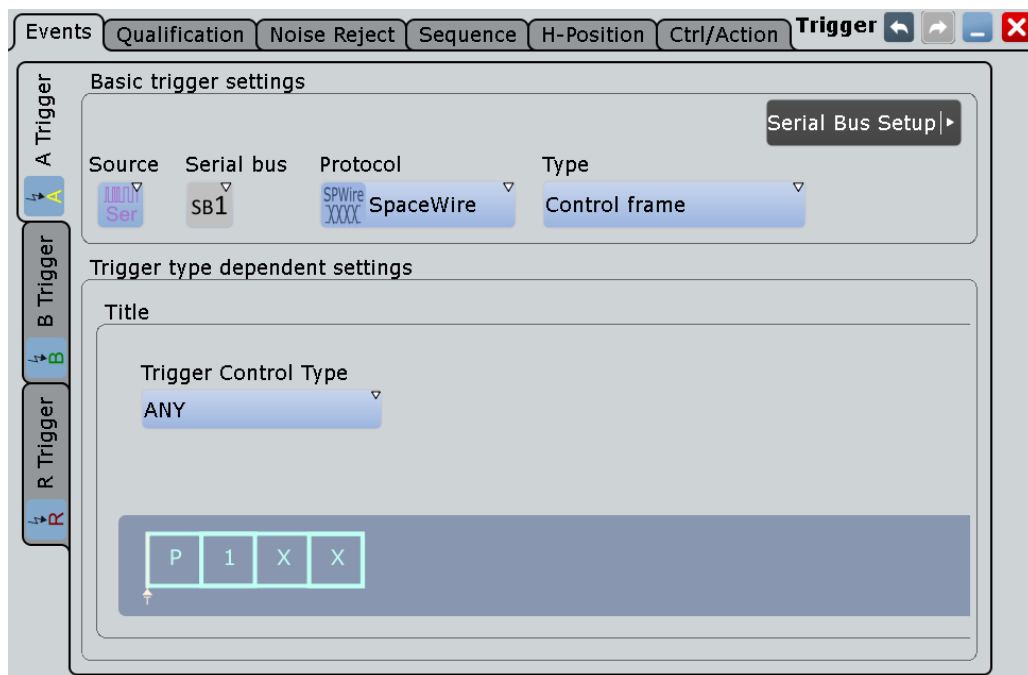 Events Qualification Noise Reject Sequence H-Position Ctrl/Action Trigger
A Trigger
A
B Trigger
B
R Trigger
R
Basic trigger settings
Serial Bus Setup
Source Serial bus Protocol Type
Ser SB1 SPWire XXXX SpaceWire Control frame
Trigger type dependent settings
Title
Trigger Control Type
ANY
P 1 X X
T